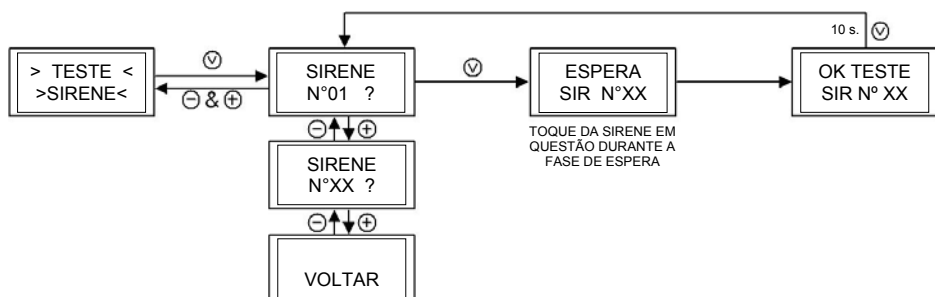 10 s. V
> TESTE <
>SIRENE<
V
- & +
SIRENE
N°01 ?
V
ESPERA
SIR N°XX
OK TESTE
SIR Nº XX
TOQUE DA SIRENE EM
QUESTÃO DURANTE A
FASE DE ESPERA
- +
SIRENE
N°XX ?
- +
VOLTAR